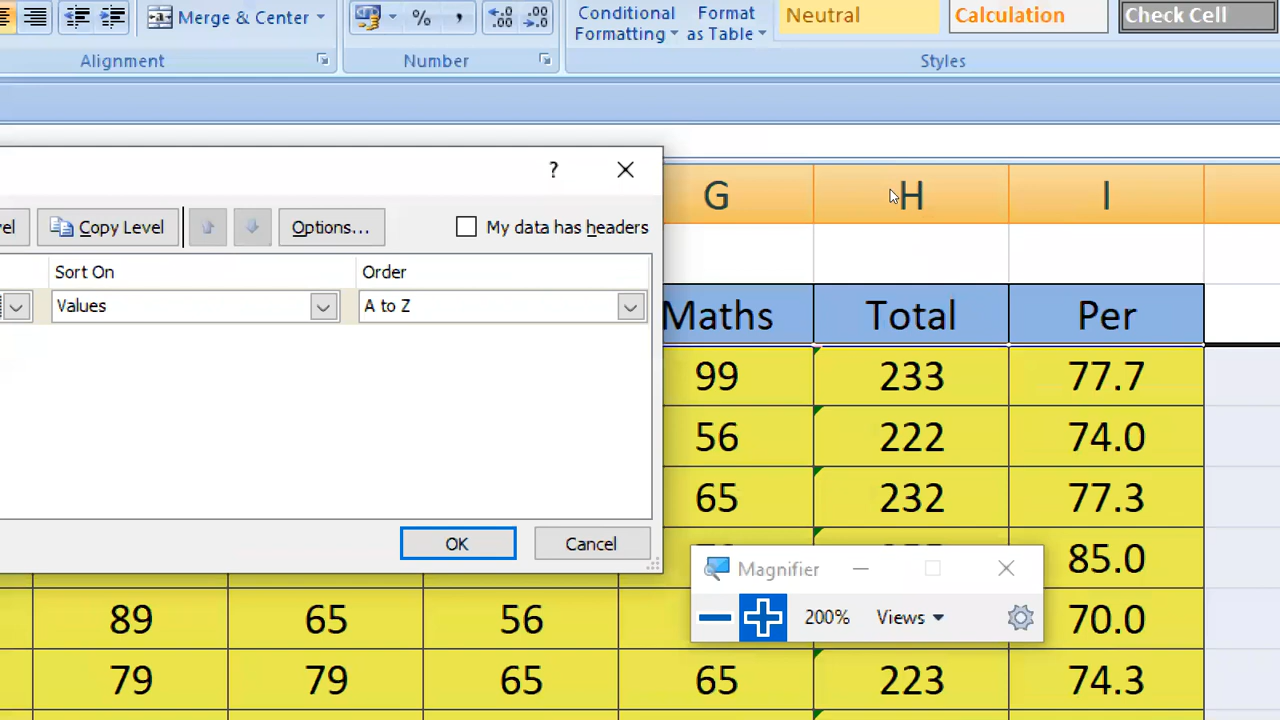 Merge & Center
%
,
Conditional Formatting
Format as Table
Neutral
Calculation
Check Cell
Alignment
Number
Styles
?
Copy Level
Options...
My data has headers
Sort On
Order
Values
A to Z
OK
Cancel
G H I
Maths Total Per
99 233 77.7
56 222 74.0
65 232 77.3
85.0
89 65 56 70.0
79 79 65 65 223 74.3
Magnifier
200%
Views